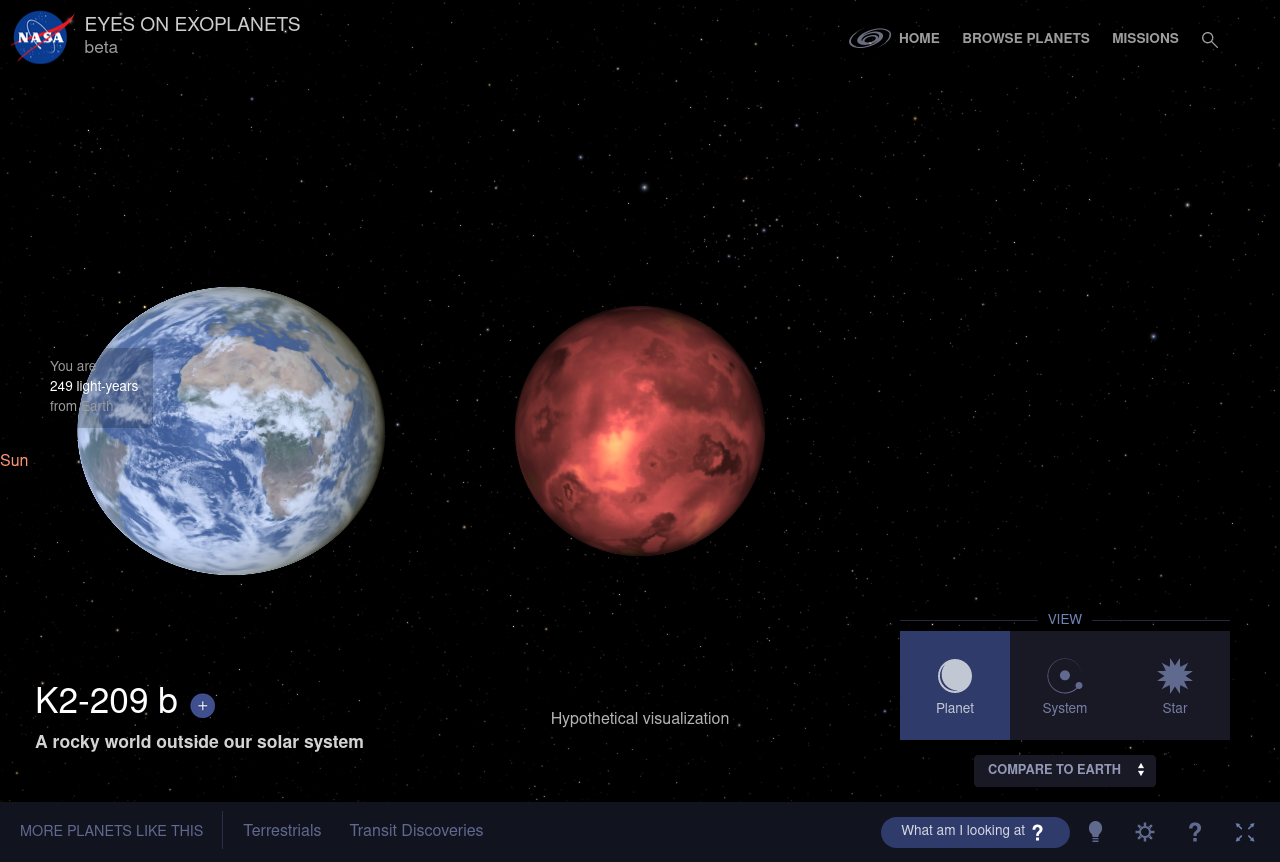 NASA
EYES ON EXOPLANETS
beta
HOME
BROWSE PLANETS
MISSIONS
You are
249 light-years
from Earth
Sun
K2-209 b +
A rocky world outside our solar system
Hypothetical visualization
VIEW
Planet
System
Star
COMPARE TO EARTH
MORE PLANETS LIKE THIS
Terrestrials
Transit Discoveries
What am I looking at ?
?